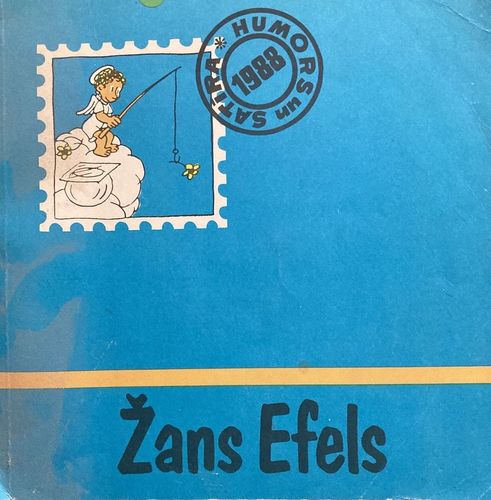 HUMORS un SATĪRA *
1988
Žans Efels